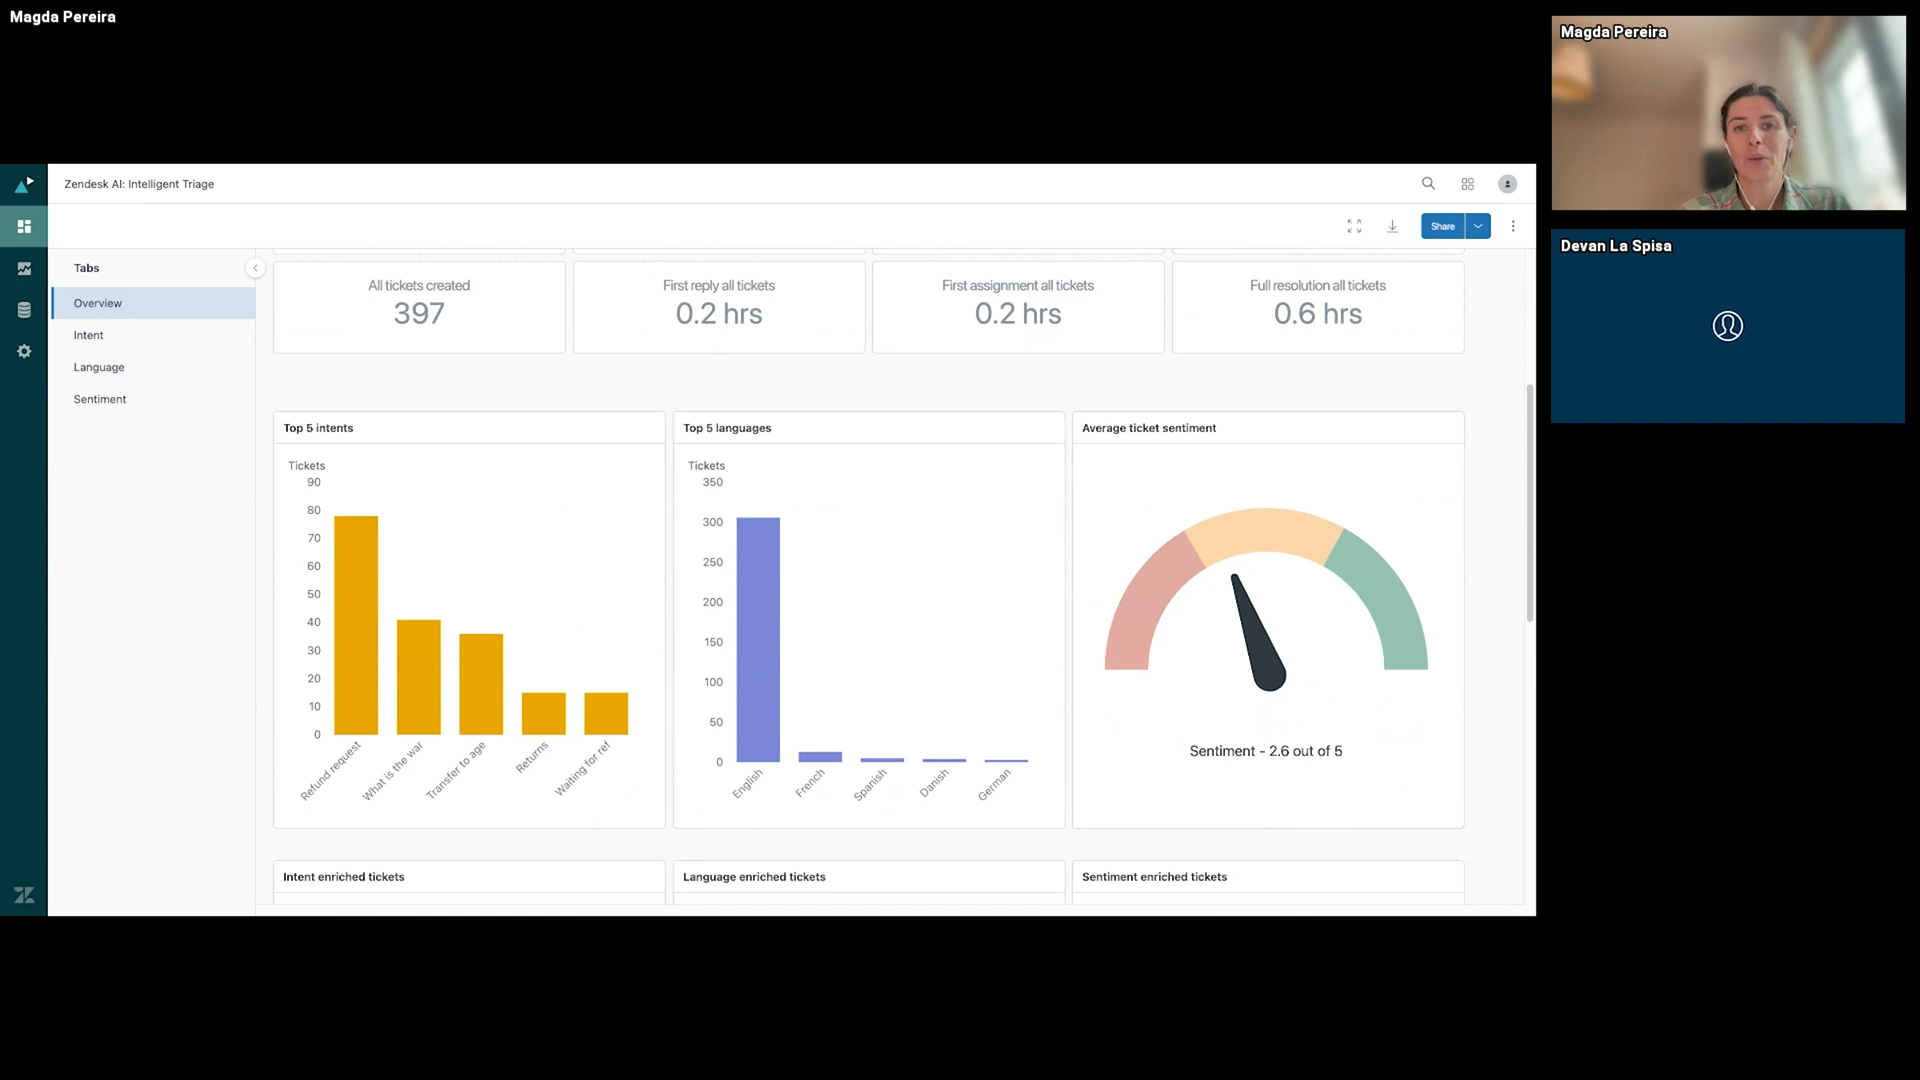 Magda Pereira
Magda Pereira
Devan La Spisa
Zendesk AI: Intelligent Triage
Share
Tabs
Overview
Intent
Language
Sentiment
All tickets created
397
First reply all tickets
0.2 hrs
First assignment all tickets
0.2 hrs
Full resolution all tickets
0.6 hrs
Top 5 intents
Tickets
90
80
70
60
50
40
30
20
10
0
Refund request
What is the war
Transfer to age
Returns
Waiting for ref
Top 5 languages
Tickets
350
300
250
200
150
100
50
0
English
French
Spanish
Danish
German
Average ticket sentiment
Sentiment - 2.6 out of 5
Intent enriched tickets
Language enriched tickets
Sentiment enriched tickets